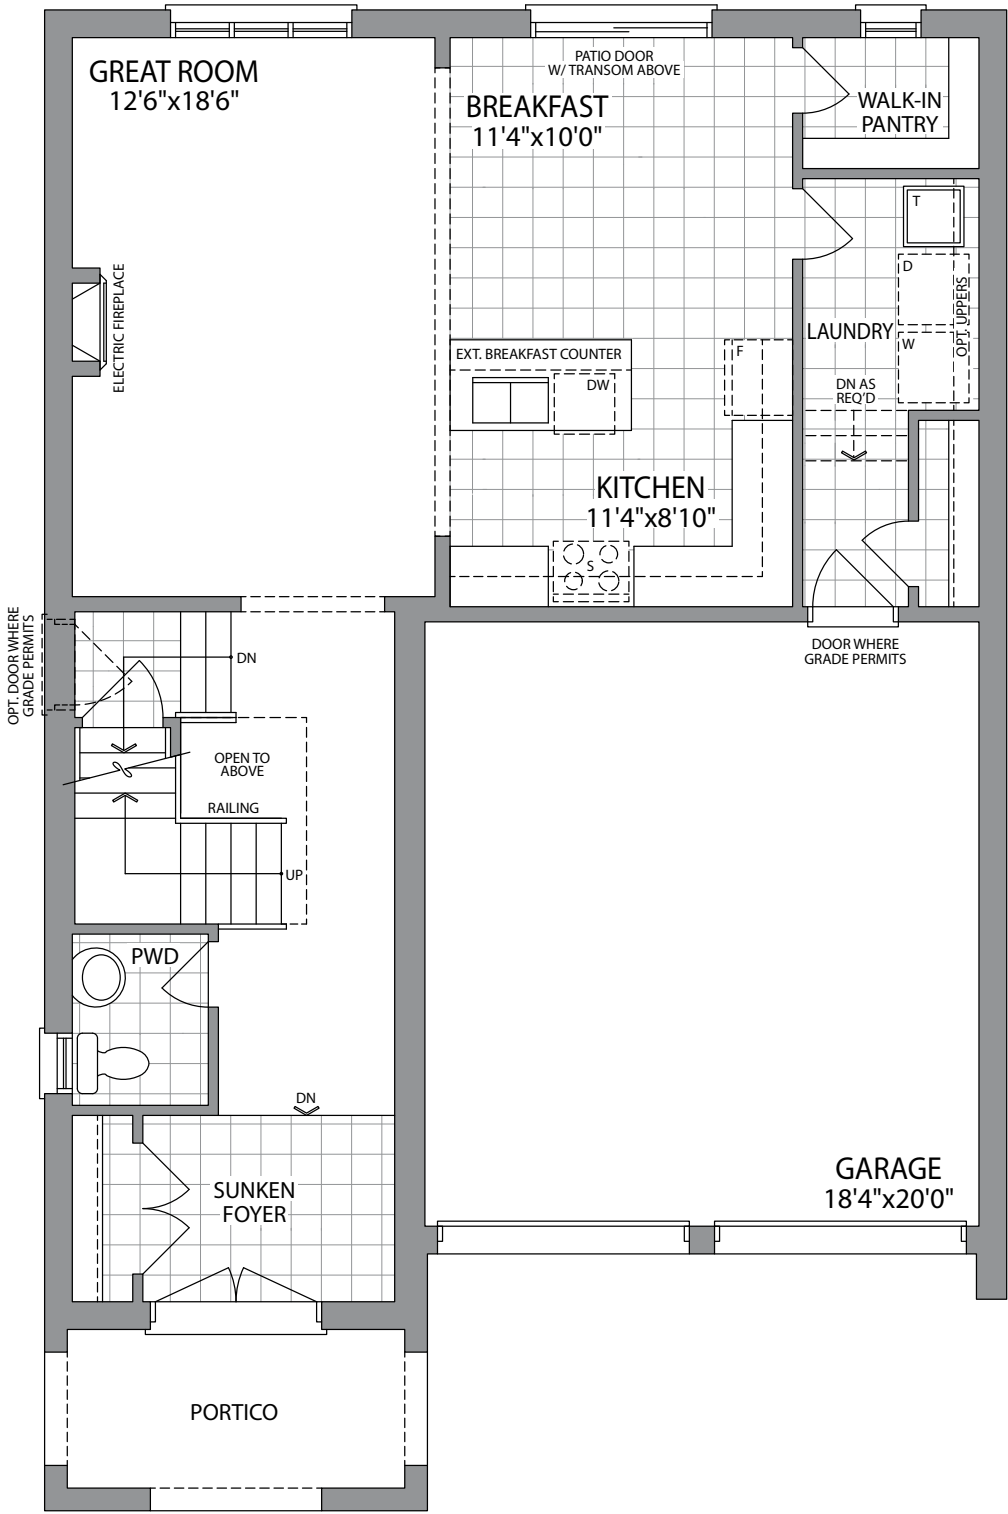 GREAT ROOM
12'6"x18'6"
PATIO DOOR
W/ TRANSOM ABOVE
BREAKFAST
11'4"x10'0"
WALK-IN
PANTRY
T
D
W
OPT. UPPERS
LAUNDRY
DN AS
REQ'D
ELECTRIC FIREPLACE
EXT. BREAKFAST COUNTER
DW
F
KITCHEN
11'4"x8'10"
S
OPT. DOOR WHERE
GRADE PERMITS
DN
DOOR WHERE
GRADE PERMITS
OPEN TO
ABOVE
RAILING
UP
PWD
DN
SUNKEN
FOYER
GARAGE
18'4"x20'0"
PORTICO